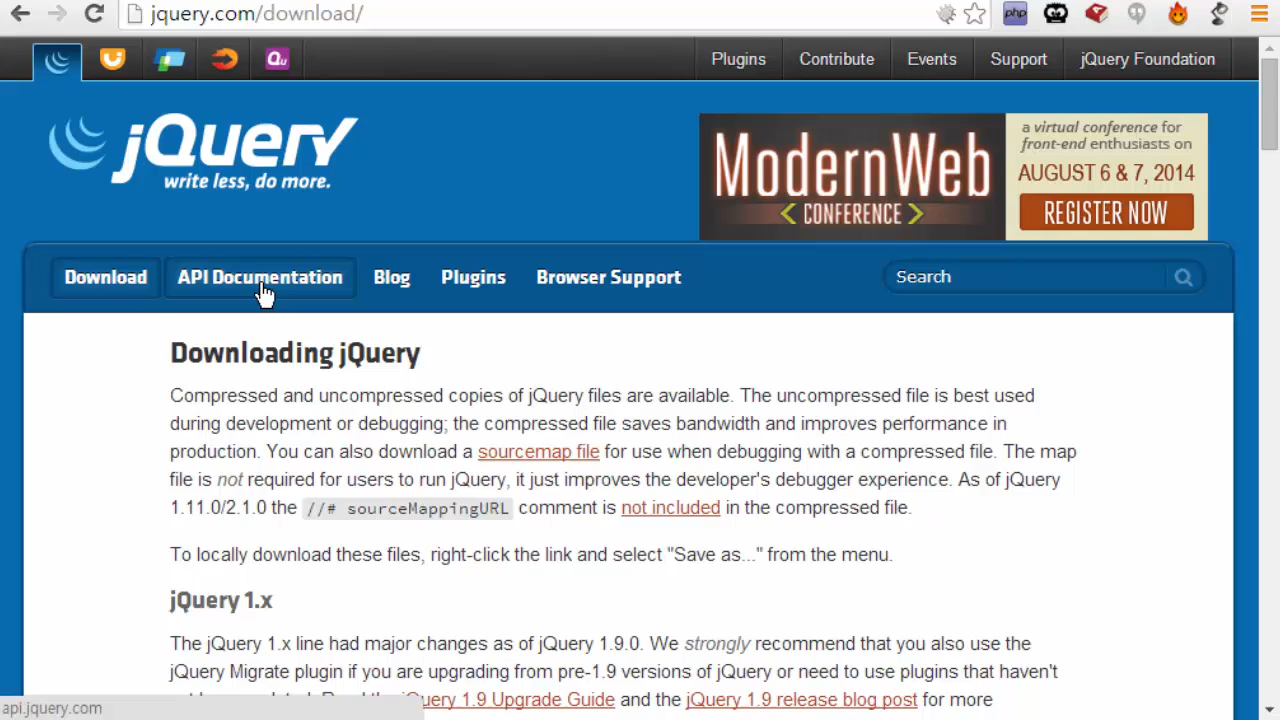 jquery.com/download/
php
Qu
Plugins
Contribute
Events
Support
jQuery Foundation
jQuery
write less, do more.
ModernWeb
< CONFERENCE >
a virtual conference for
front-end enthusiasts on
AUGUST 6 & 7, 2014
REGISTER NOW
Download
API Documentation
Blog
Plugins
Browser Support
Search
Downloading jQuery
Compressed and uncompressed copies of jQuery files are available. The uncompressed file is best used
during development or debugging; the compressed file saves bandwidth and improves performance in
production. You can also download a sourcemap file for use when debugging with a compressed file. The map
file is not required for users to run jQuery, it just improves the developer's debugger experience. As of jQuery
1.11.0/2.1.0 the //# sourceMappingURL comment is not included in the compressed file.
To locally download these files, right-click the link and select "Save as..." from the menu.
jQuery 1.x
The jQuery 1.x line had major changes as of jQuery 1.9.0. We strongly recommend that you also use the
jQuery Migrate plugin if you are upgrading from pre-1.9 versions of jQuery or need to use plugins that haven't
jQuery 1.9 Upgrade Guide and the jQuery 1.9 release blog post for more
api.jquery.com